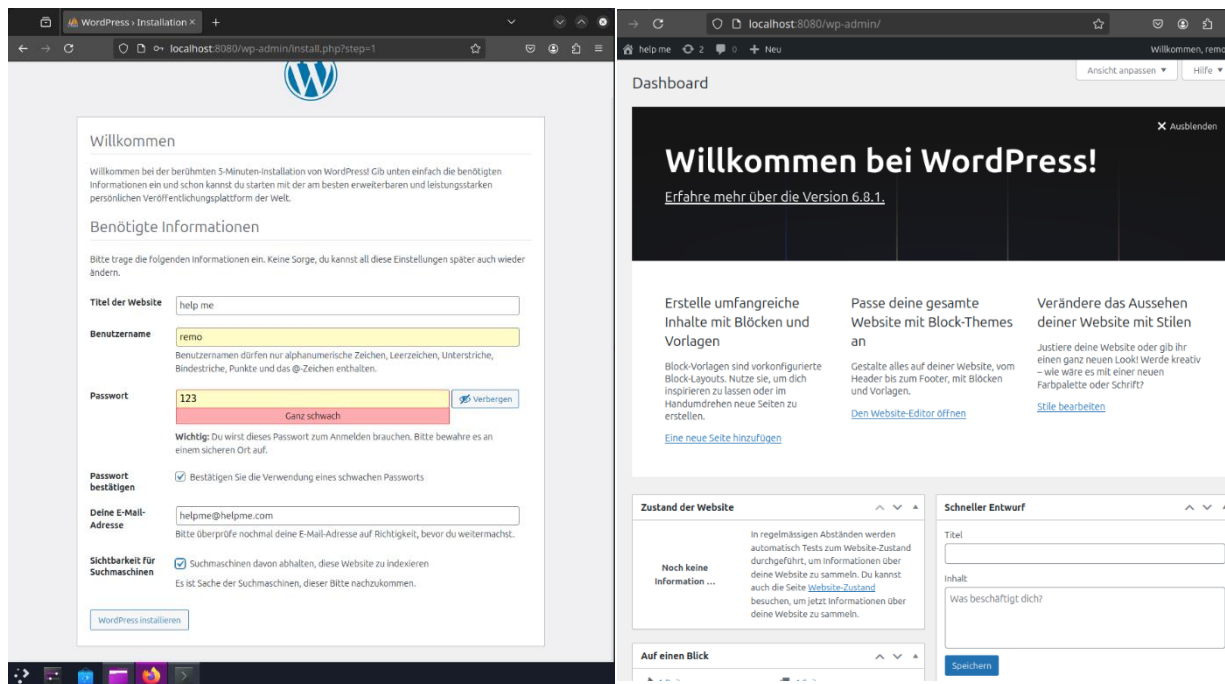 WordPress › Installation
localhost:8080/wp-admin/install.php?step=1
Willkommen
Willkommen bei der berühmten 5-Minuten-Installation von WordPress! Gib unten einfach die benötigten
Informationen ein und schon kannst du starten mit der am besten erweiterbaren und leistungsstarken
persönlichen Veröffentlichungsplattform der Welt.
Benötigte Informationen
Bitte trage die folgenden Informationen ein. Keine Sorge, du kannst all diese Einstellungen später auch wieder
ändern.
Titel der Website
help me
Benutzername
remo
Benutzernamen dürfen nur alphanumerische Zeichen, Leerzeichen, Unterstriche,
Bindestriche, Punkte und das @-Zeichen enthalten.
Passwort
123
Verbergen
Ganz schwach
Wichtig: Du wirst dieses Passwort zum Anmelden brauchen. Bitte bewahre es an
einem sicheren Ort auf.
Passwort
bestätigen
Bestätigen Sie die Verwendung eines schwachen Passworts
Deine E-Mail-
Adresse
helpme@helpme.com
Bitte überprüfe nochmal deine E-Mail-Adresse auf Richtigkeit, bevor du weitermachst.
Sichtbarkeit für
Suchmaschinen
Suchmaschinen davon abhalten, diese Website zu indexieren
Es ist Sache der Suchmaschinen, dieser Bitte nachzukommen.
WordPress installieren
localhost:8080/wp-admin/
help me 2 0 Neu
Willkommen, remo
Ansicht anpassen
Hilfe
Dashboard
Ausblenden
Willkommen bei WordPress!
Erfahre mehr über die Version 6.8.1.
Erstelle umfangreiche
Inhalte mit Blöcken und
Vorlagen
Block-Vorlagen sind vorkonfigurierte
Block-Layouts. Nutze sie, um dich
inspirieren zu lassen oder im
Handumdrehen neue Seiten zu
erstellen.
Eine neue Seite hinzufügen
Passe deine gesamte
Website mit Block-Themes
an
Gestalte alles auf deiner Website, vom
Header bis zum Footer, mit Blöcken
und Vorlagen.
Den Website-Editor öffnen
Verändere das Aussehen
deiner Website mit Stilen
Justiere deine Website oder gib ihr
einen ganz neuen Look! Werde kreativ
– wie wäre es mit einer neuen
Farbpalette oder Schrift?
Stile bearbeiten
Zustand der Website
Noch keine
Information ...
In regelmässigen Abständen werden
automatisch Tests zum Website-Zustand
durchgeführt, um Informationen über
deine Website zu sammeln. Du kannst
auch die Seite Website-Zustand
besuchen, um jetzt Informationen über
deine Website zu sammeln.
Auf einen Blick
Schneller Entwurf
Titel
Inhalt
Was beschäftigt dich?
Speichern